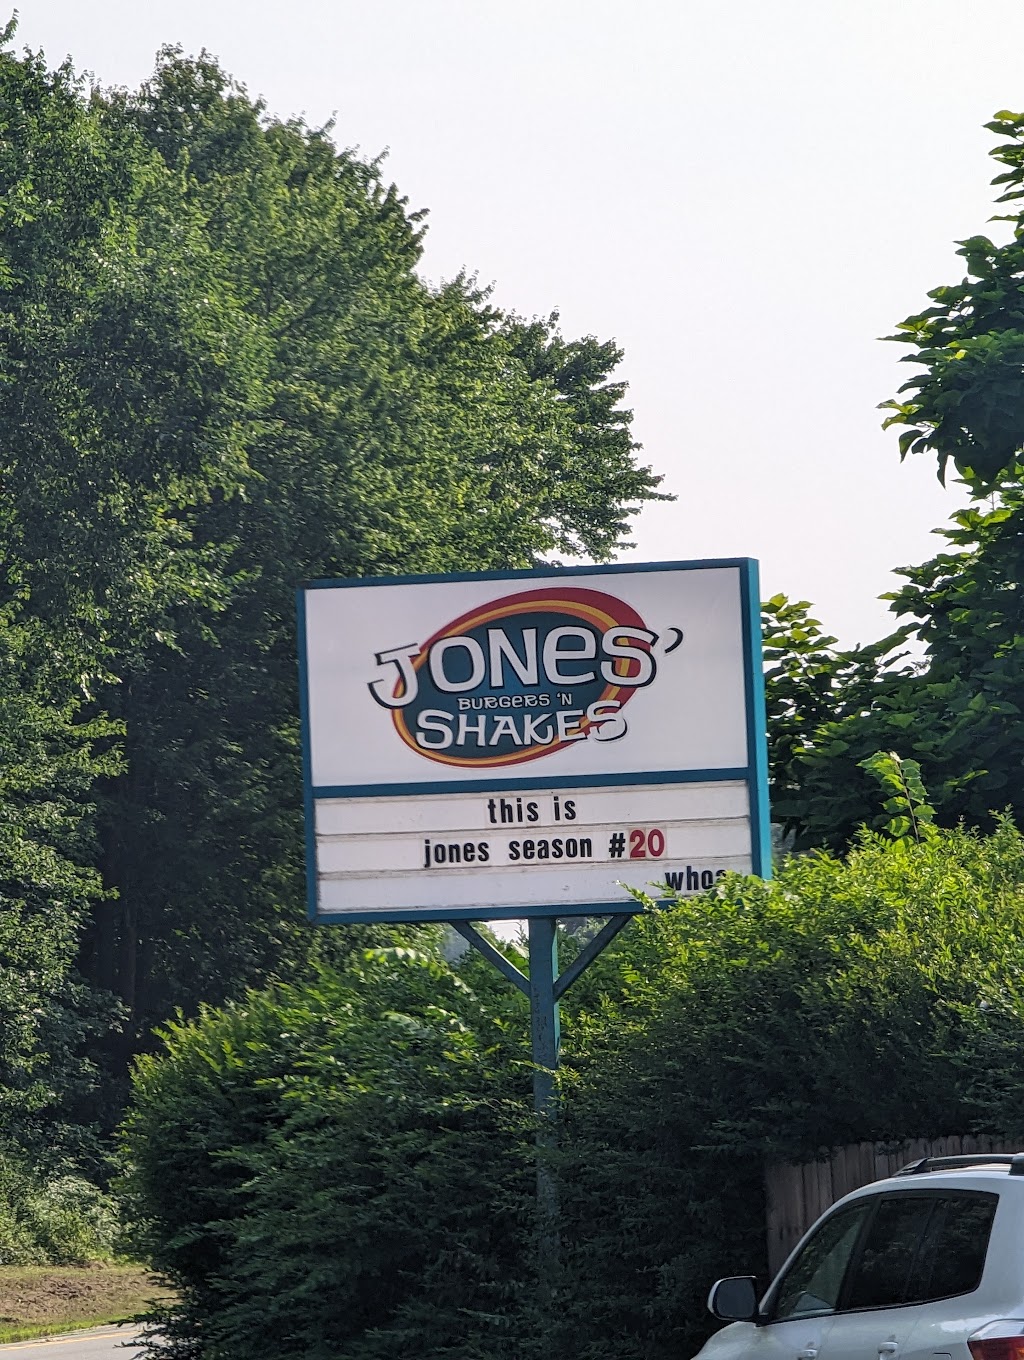 JONES'
BURGERS 'N
SHAKES
this is
jones season #20